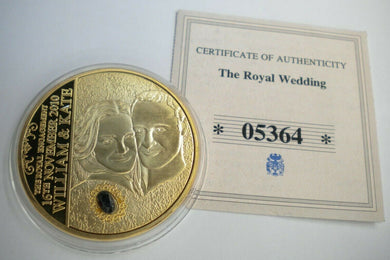 CERTIFICATE OF AUTHENTICITY
The Royal Wedding
* 05364 *
WILLIAM & KATE
16TH NOVEMBER 2010